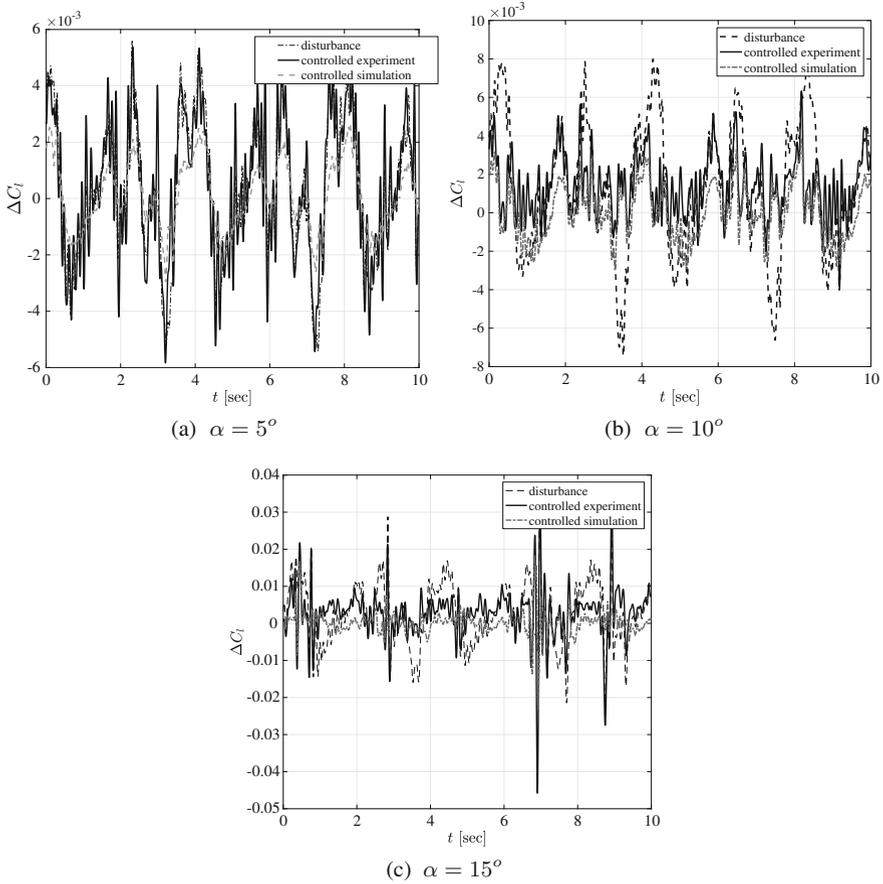 ×10⁻³
6
4
2
0
-2
-4
-6
0 2 4 6 8 10
ΔC_l
t [sec]
disturbance
controlled experiment
controlled simulation
(a) α = 5°
×10⁻³
10
8
6
4
2
0
-2
-4
-6
-8
0 2 4 6 8 10
ΔC_l
t [sec]
disturbance
controlled experiment
controlled simulation
(b) α = 10°
0.04
0.03
0.02
0.01
0
-0.01
-0.02
-0.03
-0.04
-0.05
0 2 4 6 8 10
ΔC_l
t [sec]
disturbance
controlled experiment
controlled simulation
(c) α = 15°